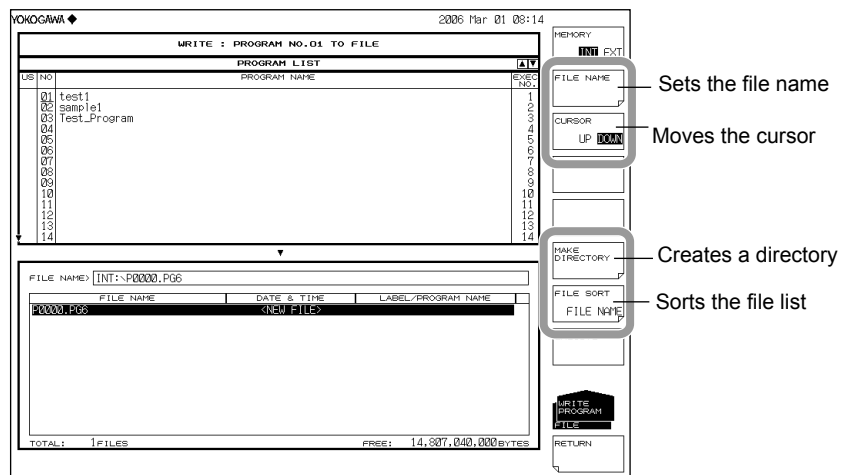 YOKOGAWA ◆
2006 Mar 01 08:14
WRITE : PROGRAM NO.01 TO FILE
PROGRAM LIST ▲▼
US NO PROGRAM NAME EXEC NO.
01 test1 1
02 sample1 2
03 Test_Program 3
04 4
05 5
06 6
07 7
08 8
09 9
10 10
11 11
12 12
13 13
14 14
▼
FILE NAME> INT:\P0000.PG6
FILE NAME DATE & TIME LABEL/PROGRAM NAME
P0000.PG6 <NEW FILE>
TOTAL: 1FILES FREE: 14,807,040,000BYTES
MEMORY
INT EXT
FILE NAME
CURSOR
UP DOWN
MAKE
DIRECTORY
FILE SORT
FILE NAME
WRITE
PROGRAM
FILE
RETURN
Sets the file name
Moves the cursor
Creates a directory
Sorts the file list